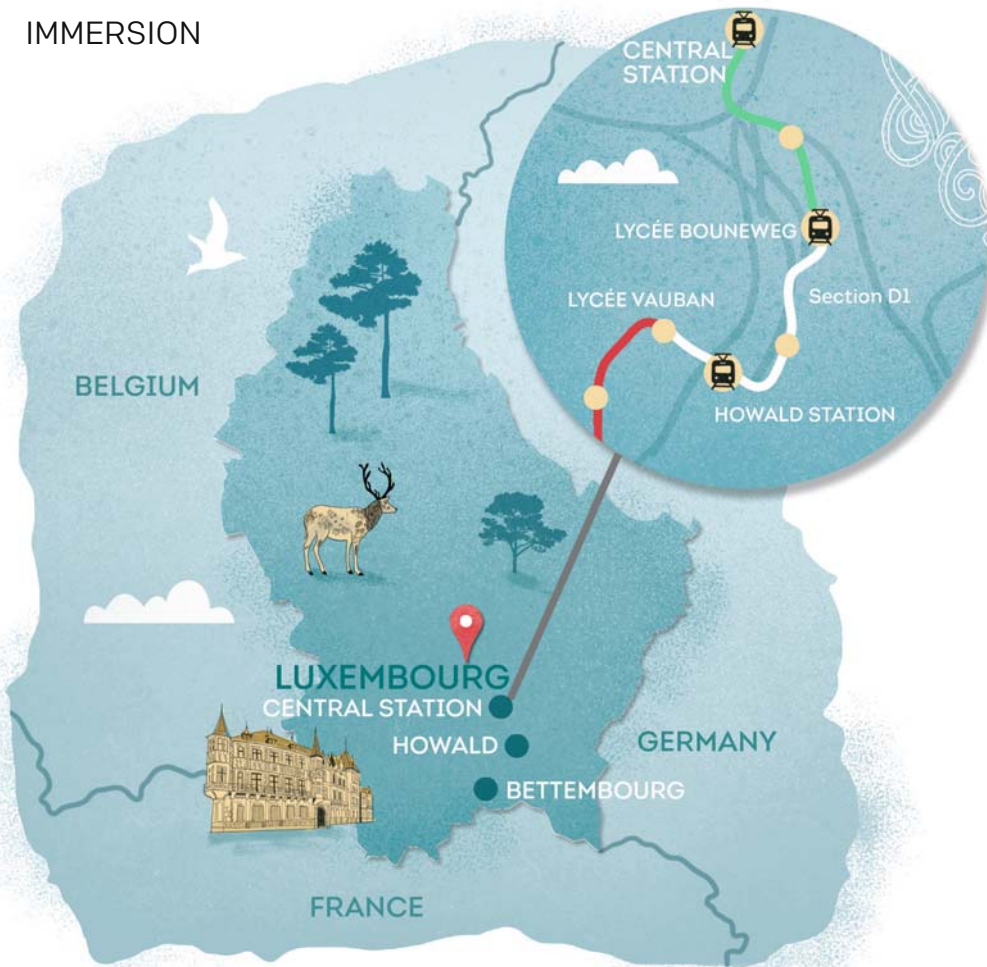 IMMERSION
CENTRAL
STATION
LYCÉE BOUNEWEG
LYCÉE VAUBAN
Section D1
HOWALD STATION
BELGIUM
LUXEMBOURG
CENTRAL STATION
HOWALD
GERMANY
BETTEMBOURG
FRANCE